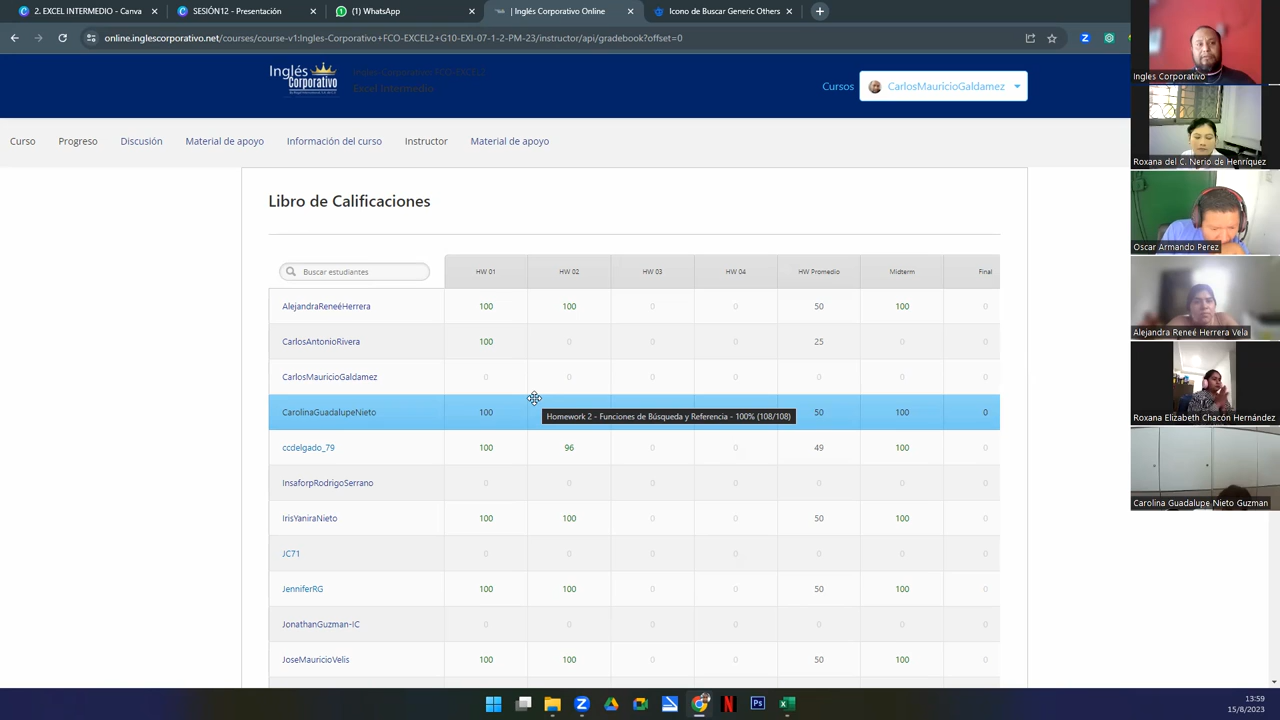 2. EXCEL INTERMEDIO - Canva
SESIÓN12 - Presentación
(1) WhatsApp
| Inglés Corporativo Online
Icono de Buscar Generic Others
online.inglescorporativo.net/courses/course-v1:Ingles-Corporativo+FCO-EXCEL2+G10-EXI-07-1-2-PM-23/instructor/api/gradebook?offset=0
Inglés
Corporativo
Ingles-Corporativo FCO-EXCEL2
Excel Intermedio
Cursos
CarlosMauricioGaldamez
Curso
Progreso
Discusión
Material de apoyo
Información del curso
Instructor
Material de apoyo
Libro de Calificaciones
Buscar estudiantes HW 01 HW 02 HW 03 HW 04 HW Promedio Midterm Final
AlejandraReneéHerrera 100 100 0 0 50 100 0
CarlosAntonioRivera 100 0 0 0 25 0 0
CarlosMauricioGaldamez 0 0 0 0 0 0
CarolinaGuadalupeNieto 100 50 100 0
Homework 2 - Funciones de Búsqueda y Referencia - 100% (108/108)
ccdelgado_79 100 96 0 0 49 100 0
InsaforpRodrigoSerrano 0 0 0 0 0 0 0
IrisYaniraNieto 100 100 0 0 50 100 0
JC71 0 0 0 0 0 0 0
JenniferRG 100 100 0 0 50 100 0
JonathanGuzman-IC 0 0 0 0 0 0 0
JoseMauricioVelis 100 100 0 0 50 100 0
Ingles Corporativo
Roxana del C. Nerio de Henríquez
Oscar Armando Perez
Alejandra Reneé Herrera Vela
Roxana Elizabeth Chacón Hernández
Carolina Guadalupe Nieto Guzman
13:59
15/8/2023